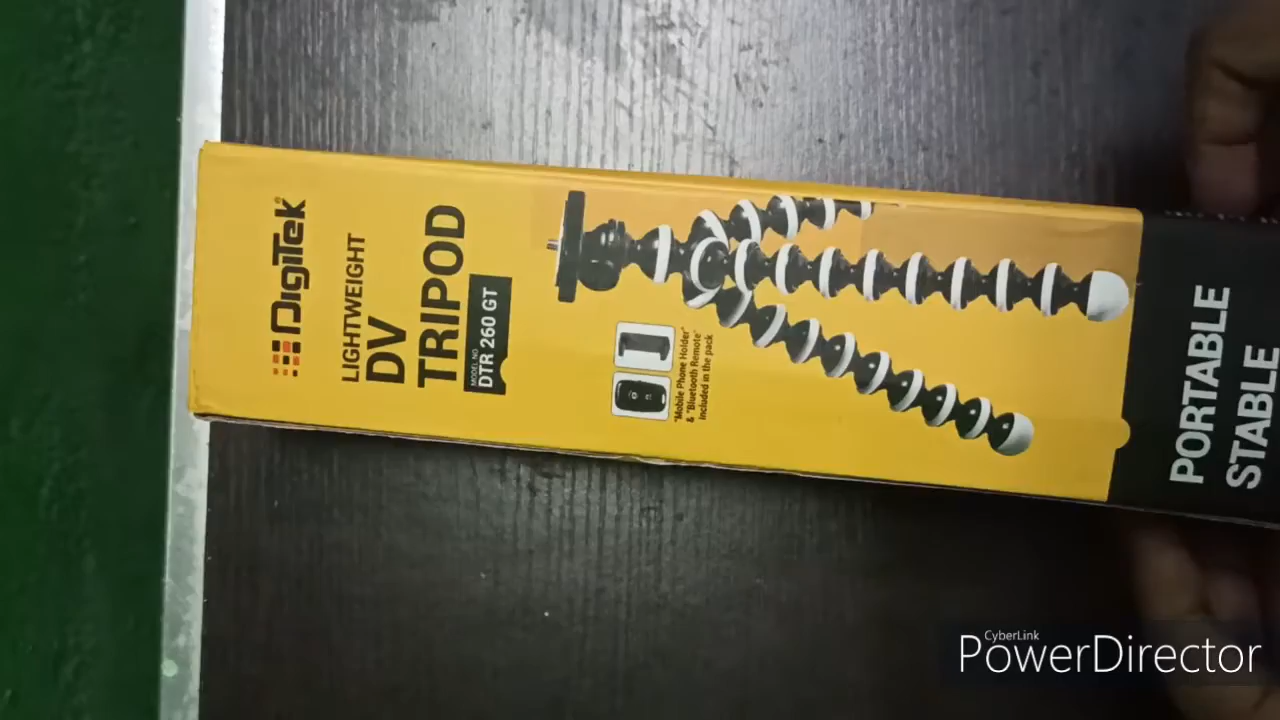 DigiTek®
LIGHTWEIGHT
DV
TRIPOD
MODEL NO
DTR 260 GT
*Mobile Phone Holder*
& *Bluetooth Remote*
included in the pack
PORTABLE
STABLE
CyberLink
PowerDirector